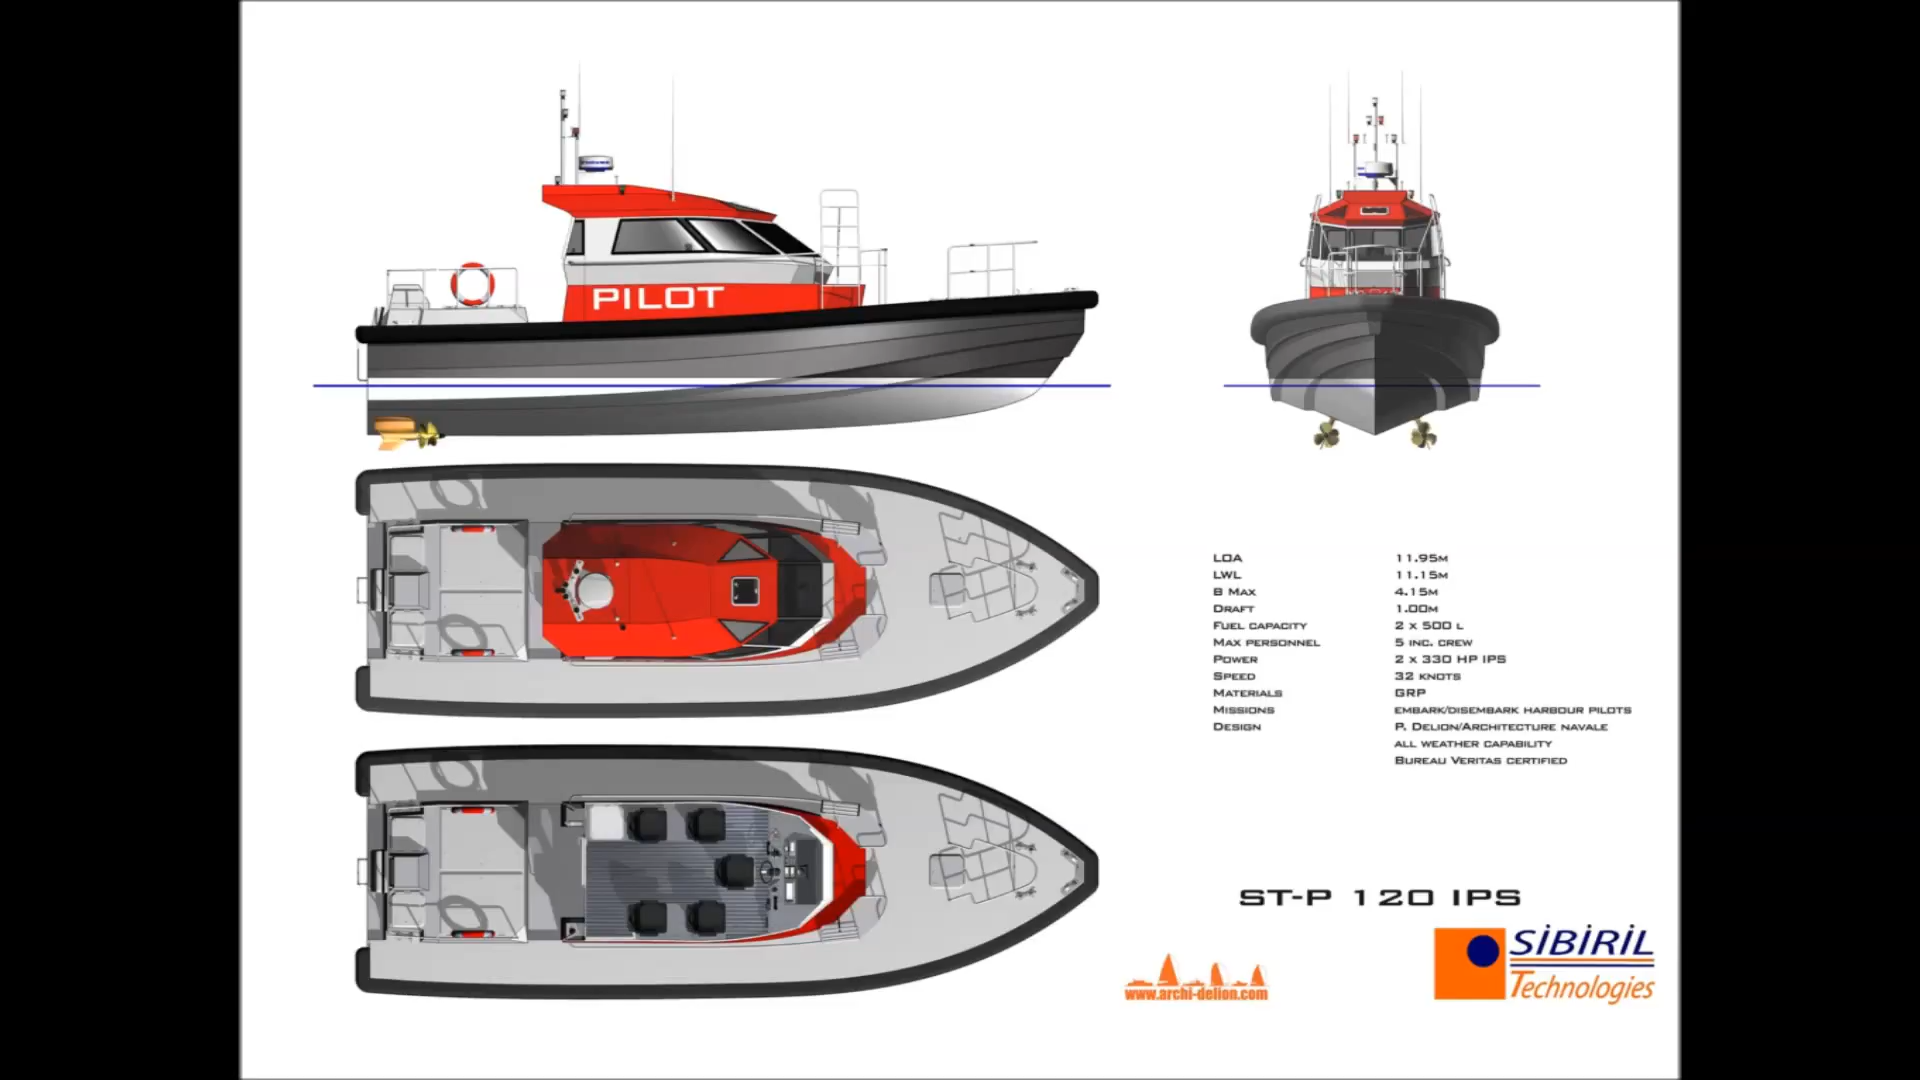 PILOT
LOA 11.95M
LWL 11.15M
B MAX 4.15M
DRAFT 1.00M
FUEL CAPACITY 2 X 500 L
MAX PERSONNEL 5 INC. CREW
POWER 2 X 330 HP IPS
SPEED 32 KNOTS
MATERIALS GRP
MISSIONS EMBARK/DISEMBARK HARBOUR PILOTS
DESIGN P. DELION/ARCHITECTURE NAVALE
ALL WEATHER CAPABILITY
BUREAU VERITAS CERTIFIED
ST-P 120 IPS
www.archi-delion.com
SiBiRiL
Technologies